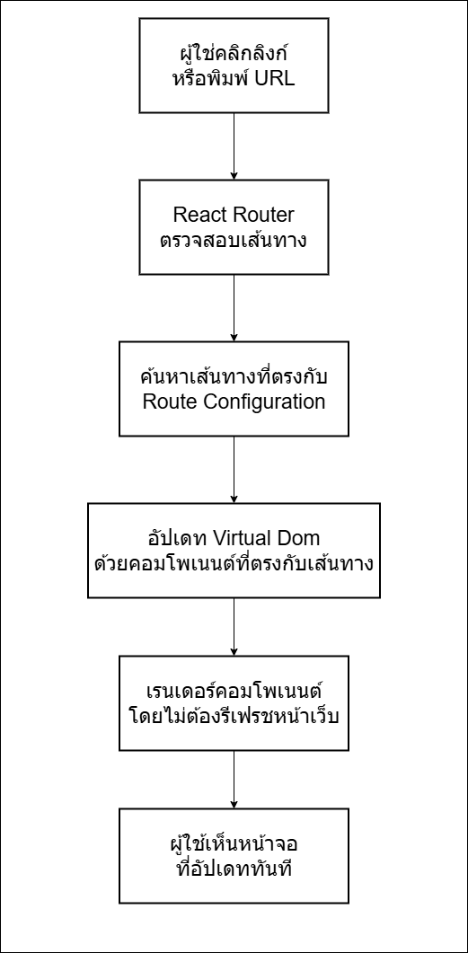 ผู้ใช่คลิกลิงก์
หรือพิมพ์ URL
React Router
ตรวจสอบเส้นทาง
ค้นหาเส้นทางที่ตรงกับ
Route Configuration
อัปเดท Virtual Dom
ด้วยคอมโพเนนต์ที่ตรงกับเส้นทาง
เรนเดอร์คอมโพเนนต์
โดยไม่ต้องรีเฟรชหน้าเว็บ
ผู้ใช้เห็นหน้าจอ
ที่อัปเดททันที